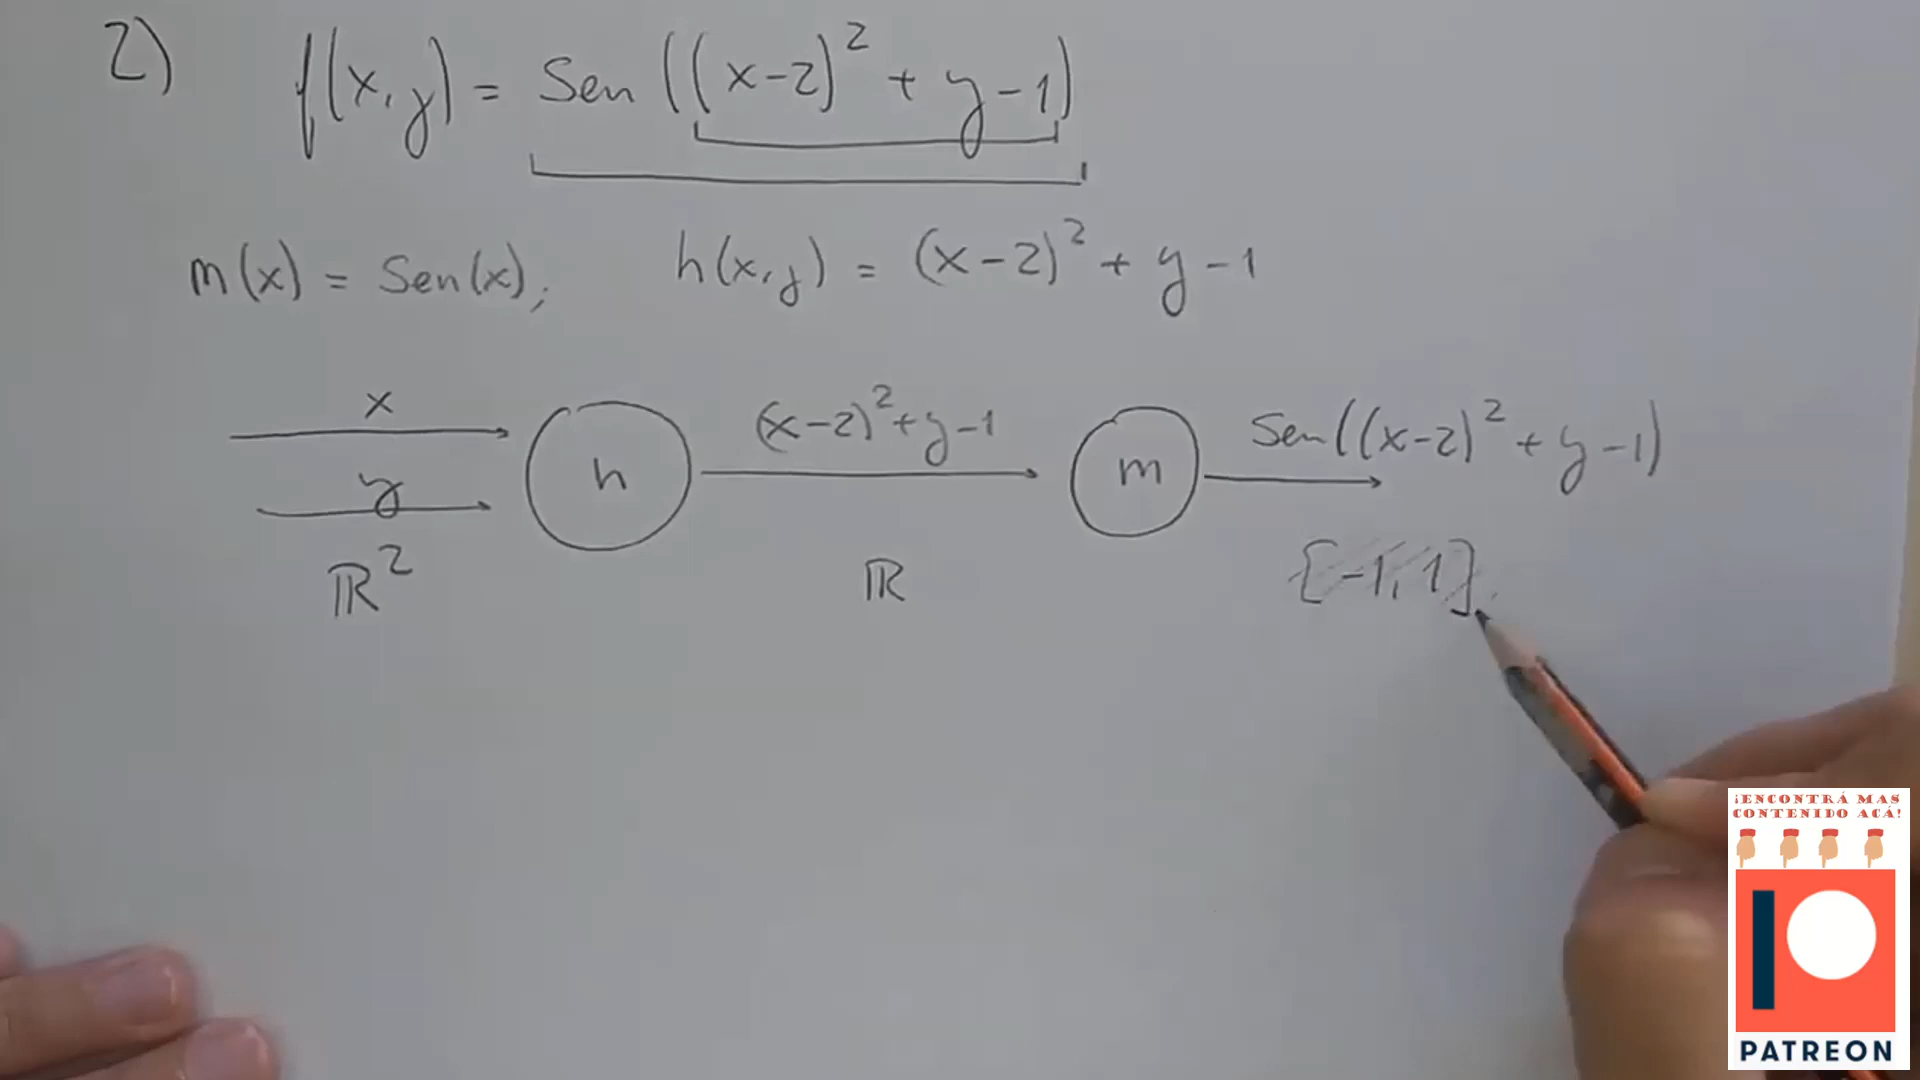 2) f(x,y) = Sen((x-2)² + y-1)
m(x) = Sen(x); h(x,y) = (x-2)² + y-1
x
y
h
(x-2)²+y-1
m
Sen((x-2)² + y-1)
ℝ² ℝ [-1,1]
¡ENCONTRÁ MAS
CONTENIDO ACÁ!
PATREON